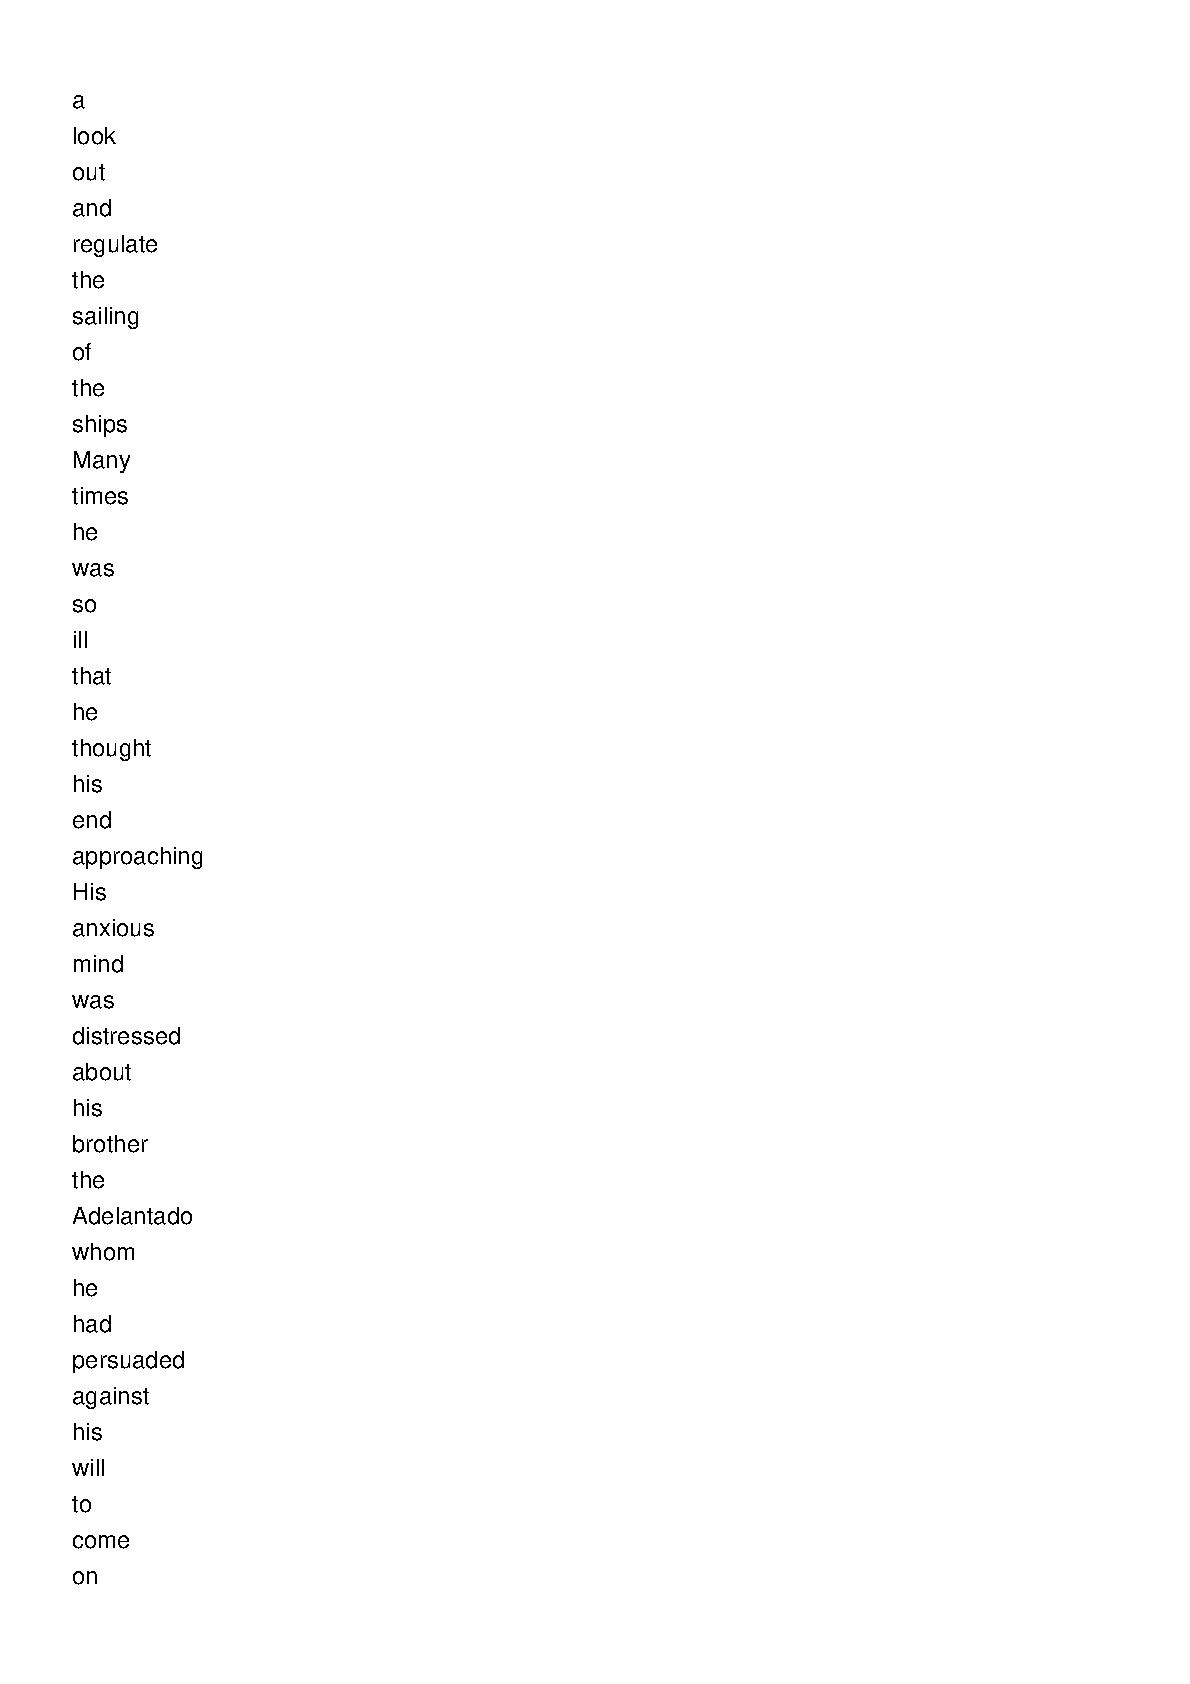 a
look
out
and
regulate
the
sailing
of
the
ships
Many
times
he
was
so
ill
that
he
thought
his
end
approaching
His
anxious
mind
was
distressed
about
his
brother
the
Adelantado
whom
he
had
persuaded
against
his
will
to
come
on